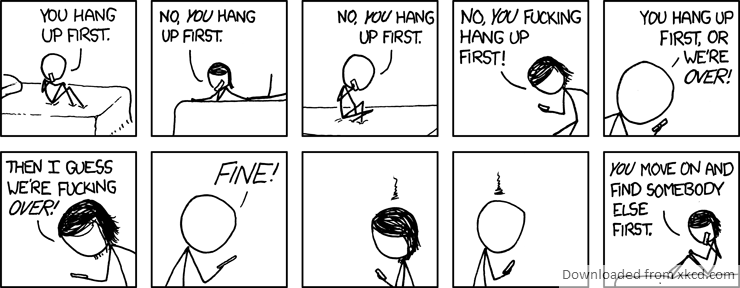 YOU HANG
UP FIRST.
NO, YOU HANG
UP FIRST.
NO, YOU HANG
UP FIRST.
NO, YOU FUCKING
HANG UP
FIRST!
YOU HANG UP
FIRST, OR
WE'RE
OVER!
THEN I GUESS
WE'RE FUCKING
OVER!
FINE!
YOU MOVE ON AND
FIND SOMEBODY
ELSE
FIRST.
Downloaded from xkcd.com